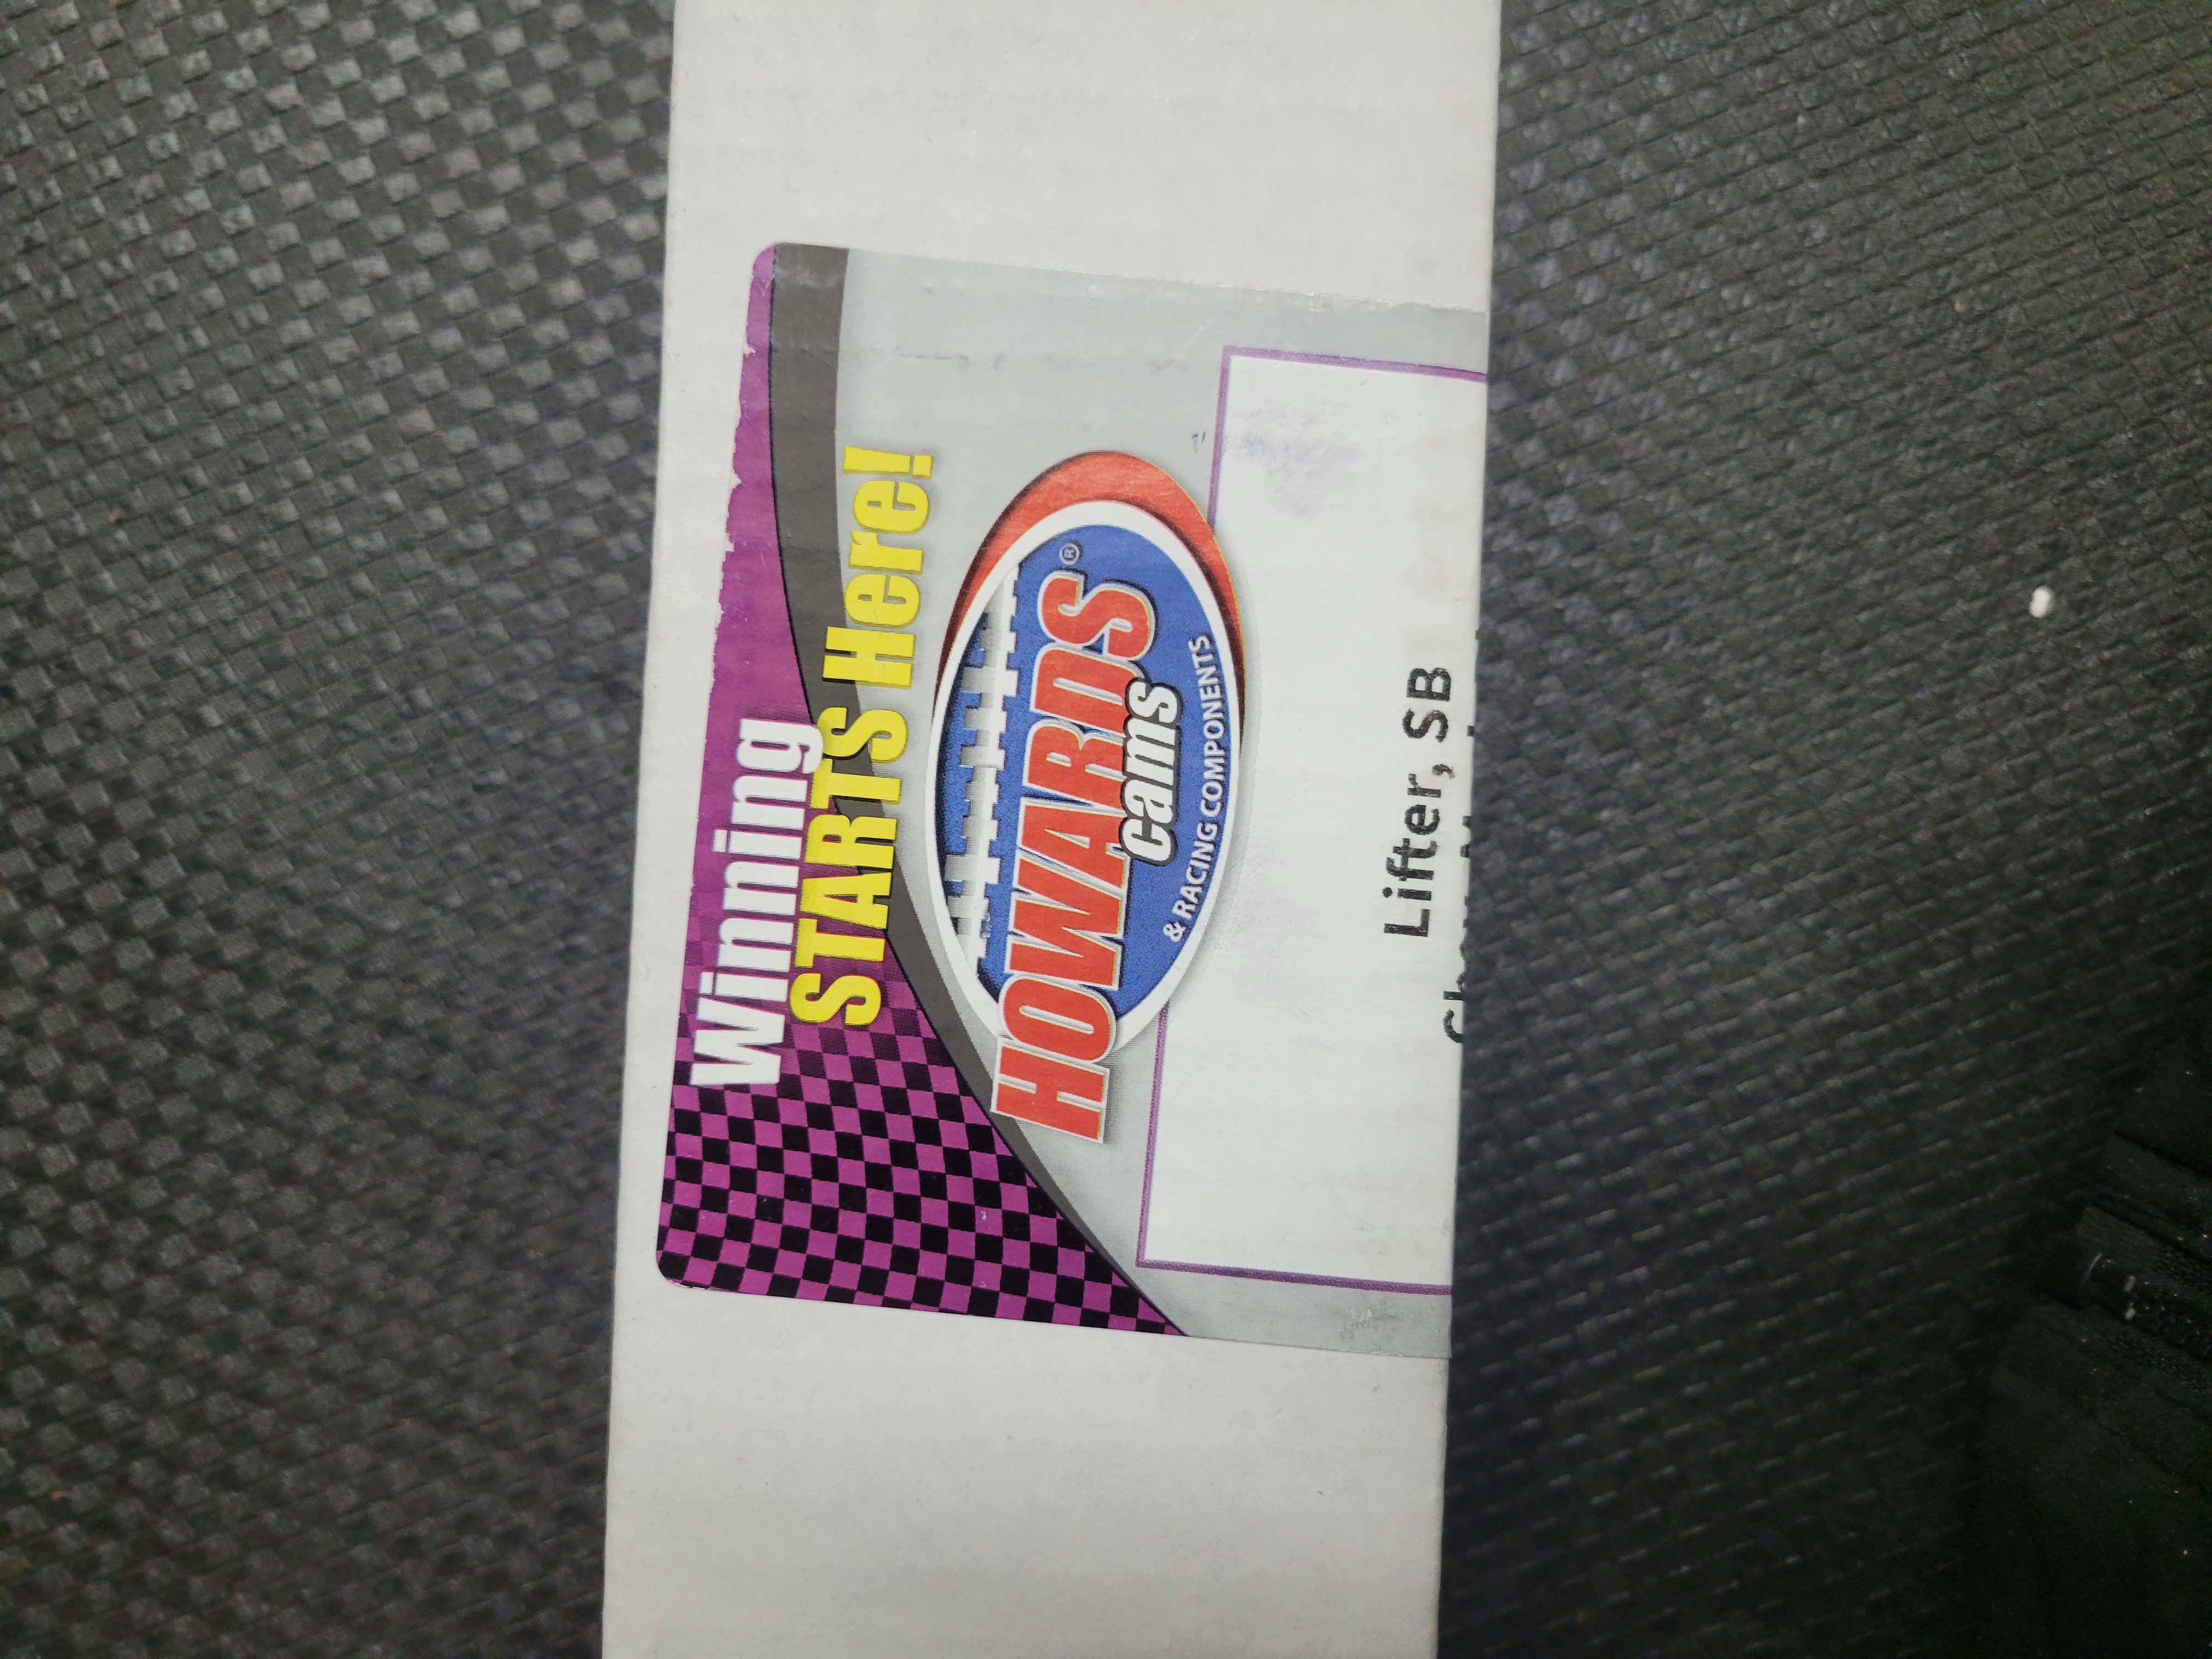 Winning
STARTS Here!
HOWARDS®
cams
& RACING COMPONENTS
Lifter, SB